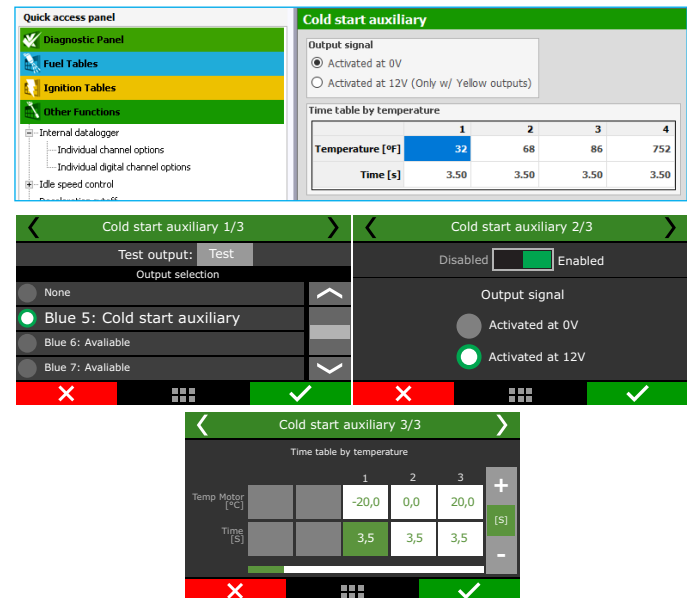 Quick access panel
Diagnostic Panel
Fuel Tables
Ignition Tables
Other Functions
Internal datalogger
Individual channel options
Individual digital channel options
Idle speed control
Cold start auxiliary
Output signal
Activated at 0V
Activated at 12V (Only w/ Yellow outputs)
Time table by temperature
1 2 3 4
Temperature [ºF] 32 68 86 752
Time [s] 3.50 3.50 3.50 3.50
Cold start auxiliary 1/3
Test output: Test
Output selection
None
Blue 5: Cold start auxiliary
Blue 6: Avaliable
Blue 7: Avaliable
Cold start auxiliary 2/3
Disabled Enabled
Output signal
Activated at 0V
Activated at 12V
Cold start auxiliary 3/3
Time table by temperature
1 2 3
Temp Motor
[°C]
-20,0 0,0 20,0
Time
[S]
3,5 3,5 3,5
+
[S]
-